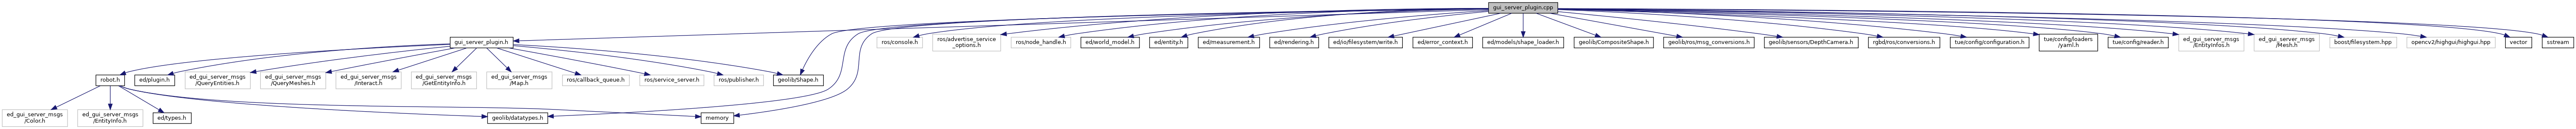 gui_server_plugin.cpp
gui_server_plugin.h
ros/console.h
ros/advertise_service
_options.h
ros/node_handle.h
ed/world_model.h
ed/entity.h
ed/measurement.h
ed/rendering.h
ed/io/filesystem/write.h
ed/error_context.h
ed/models/shape_loader.h
geolib/CompositeShape.h
geolib/ros/msg_conversions.h
geolib/sensors/DepthCamera.h
rgbd/ros/conversions.h
tue/config/configuration.h
tue/config/loaders
/yaml.h
tue/config/reader.h
ed_gui_server_msgs
/EntityInfos.h
ed_gui_server_msgs
/Mesh.h
boost/filesystem.hpp
opencv2/highgui/highgui.hpp
vector
sstream
robot.h
ed/plugin.h
ed_gui_server_msgs
/QueryEntities.h
ed_gui_server_msgs
/QueryMeshes.h
ed_gui_server_msgs
/Interact.h
ed_gui_server_msgs
/GetEntityInfo.h
ed_gui_server_msgs
/Map.h
ros/callback_queue.h
ros/service_server.h
ros/publisher.h
geolib/Shape.h
ed_gui_server_msgs
/Color.h
ed_gui_server_msgs
/EntityInfo.h
ed/types.h
geolib/datatypes.h
memory